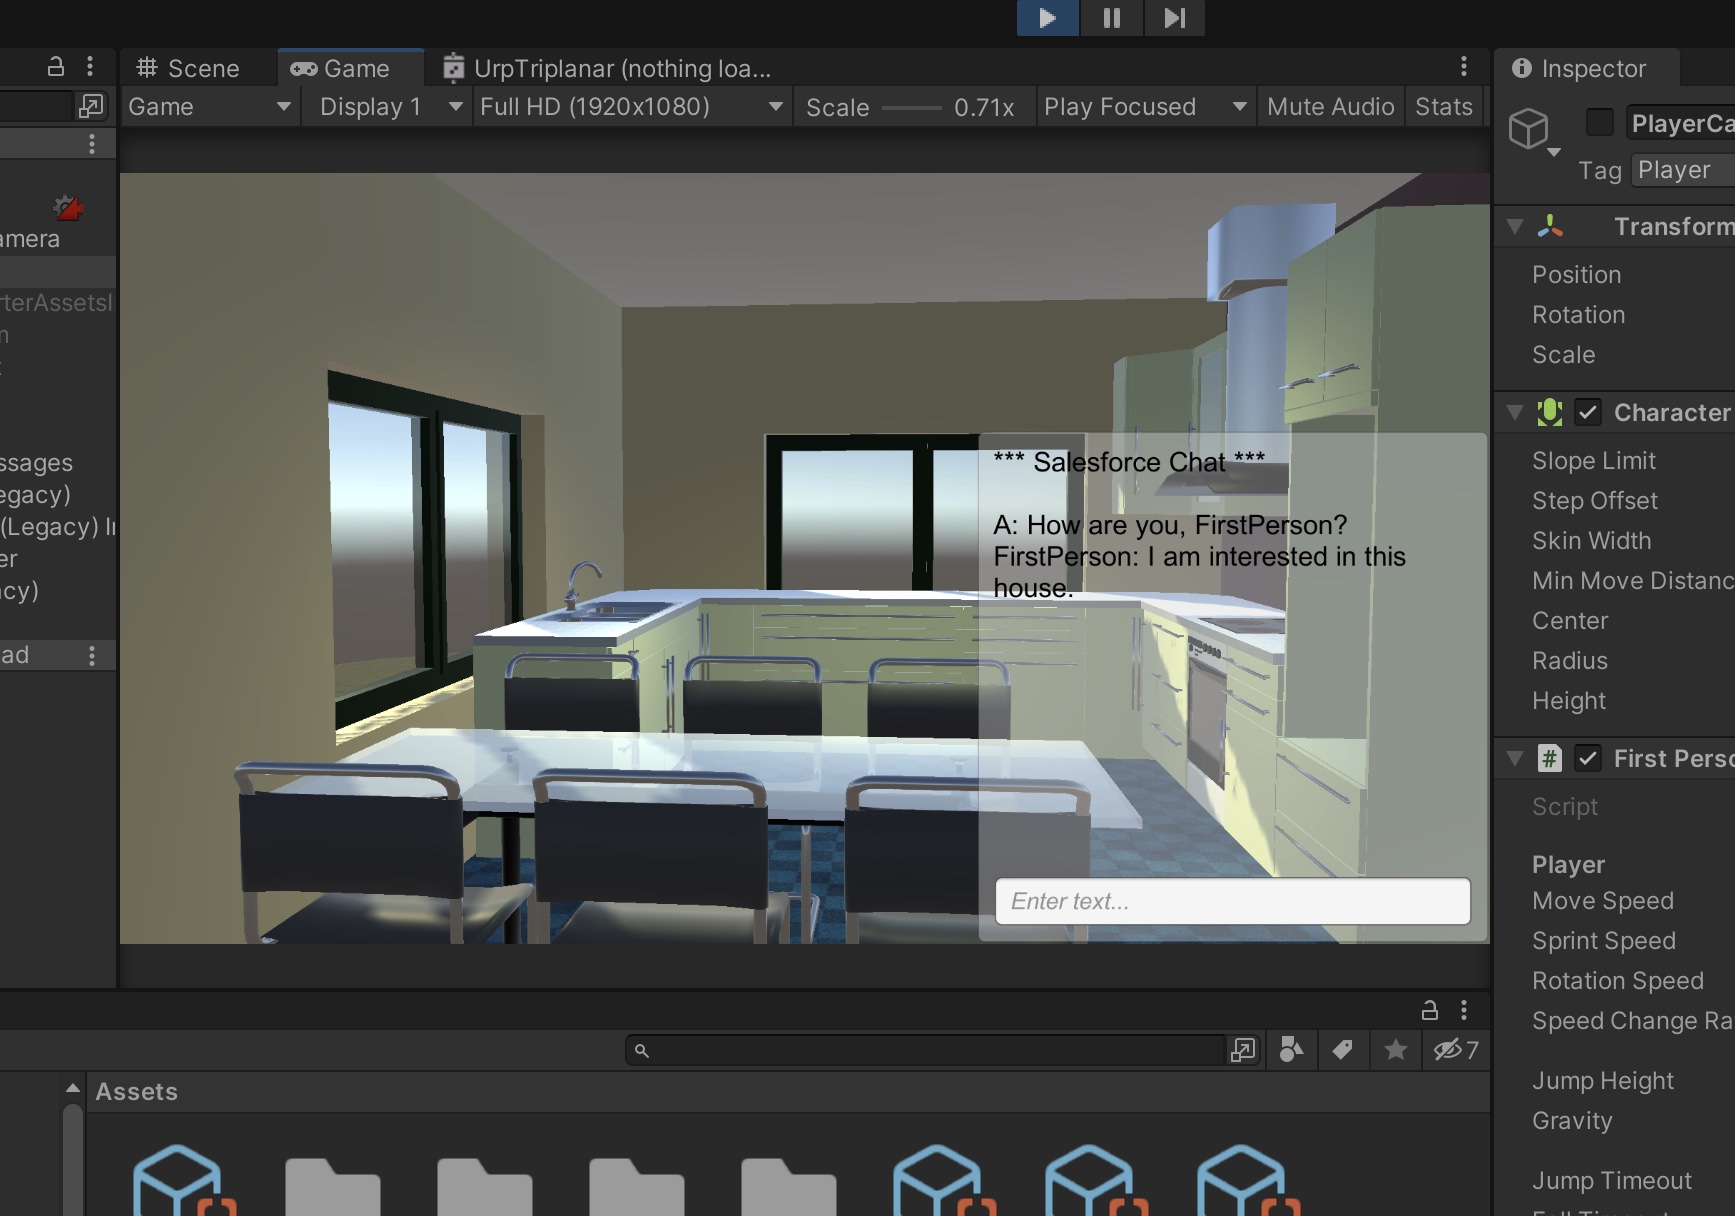 Scene
Game
UrpTriplanar (nothing loa...
Inspector
Game
Display 1
Full HD (1920x1080)
Scale
0.71x
Play Focused
Mute Audio
Stats
PlayerCa
Tag
Player
amera
rterAssetsI
ssages
egacy)
(Legacy) I
er
cy)
ad
*** Salesforce Chat ***
A: How are you, FirstPerson?
FirstPerson: I am interested in this
house.
Enter text...
Transform
Position
Rotation
Scale
Character
Slope Limit
Step Offset
Skin Width
Min Move Distanc
Center
Radius
Height
First Perso
Script
Player
Move Speed
Sprint Speed
Rotation Speed
Speed Change Ra
Jump Height
Gravity
Jump Timeout
7
Assets